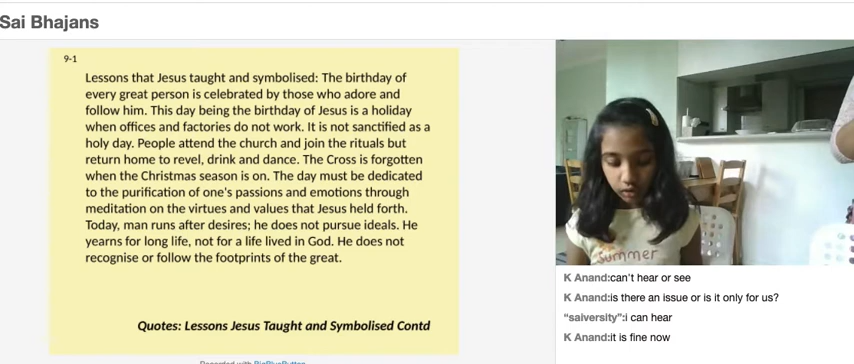 Sai Bhajans
9-1
Lessons that Jesus taught and symbolised: The birthday of
every great person is celebrated by those who adore and
follow him. This day being the birthday of Jesus is a holiday
when offices and factories do not work. It is not sanctified as a
holy day. People attend the church and join the rituals but
return home to revel, drink and dance. The Cross is forgotten
when the Christmas season is on. The day must be dedicated
to the purification of one's passions and emotions through
meditation on the virtues and values that Jesus held forth.
Today, man runs after desires; he does not pursue ideals. He
yearns for long life, not for a life lived in God. He does not
recognise or follow the footprints of the great.
Quotes: Lessons Jesus Taught and Symbolised Contd
Recorded with BigBlueButton
summer
K Anand:can't hear or see
K Anand:is there an issue or is it only for us?
“saiversity”:i can hear
K Anand:it is fine now